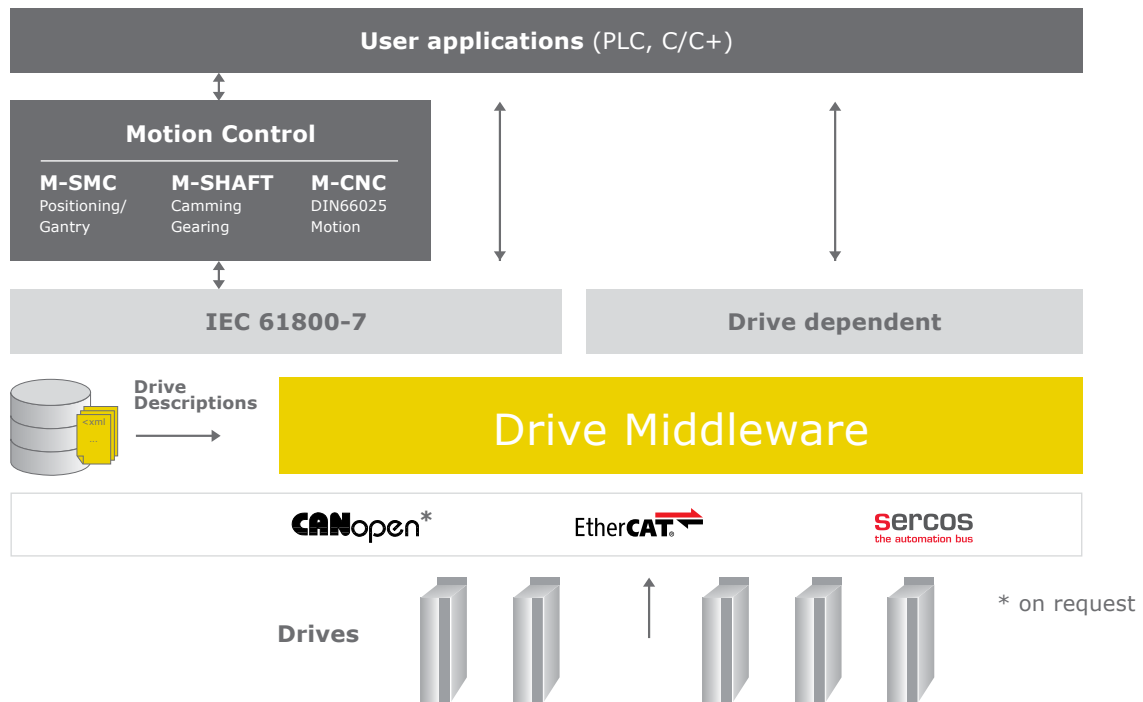 User applications (PLC, C/C+)
Motion Control
M-SMC
Positioning/
Gantry
M-SHAFT
Camming
Gearing
M-CNC
DIN66025
Motion
IEC 61800-7
Drive dependent
Drive
Descriptions
<xml
...
Drive Middleware
CANopen*
EtherCAT®
sercos
the automation bus
Drives
* on request